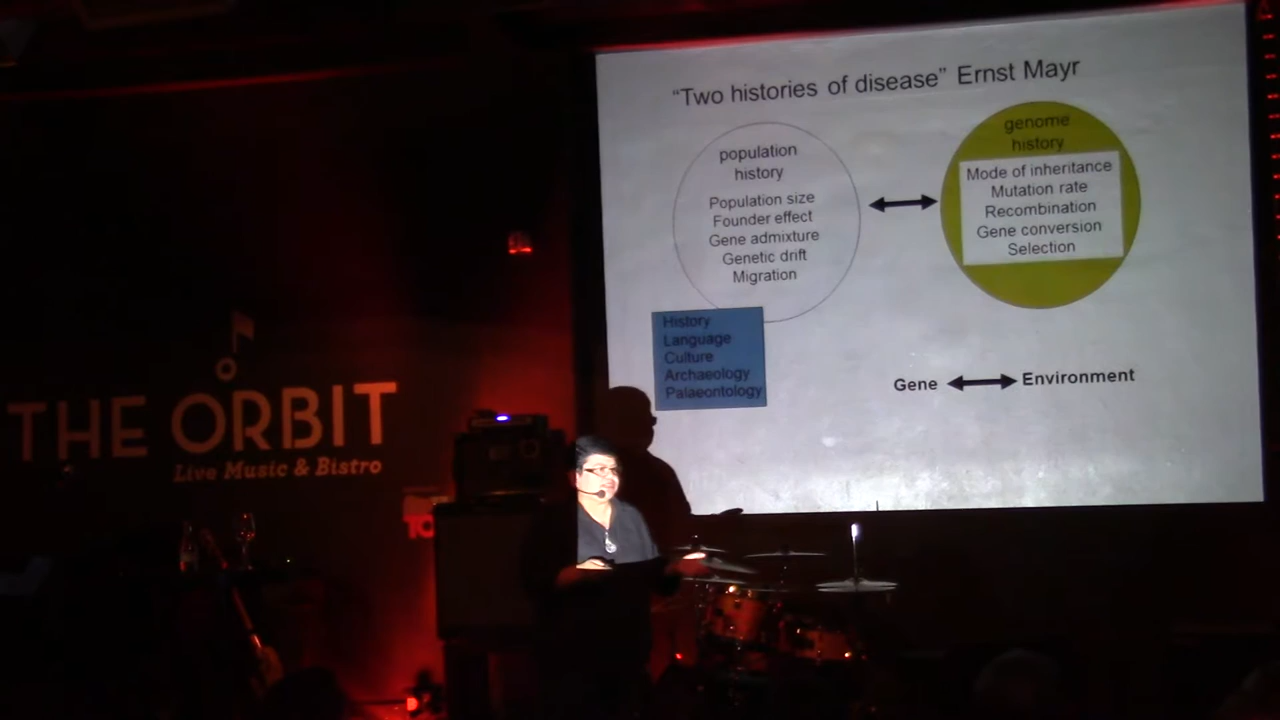 “Two histories of disease” Ernst Mayr
population
history
Population size
Founder effect
Gene admixture
Genetic drift
Migration
genome
history
Mode of inheritance
Mutation rate
Recombination
Gene conversion
Selection
History
Language
Culture
Archaeology
Palaeontology
Gene
Environment
THE ORBIT
Live Music & Bistro